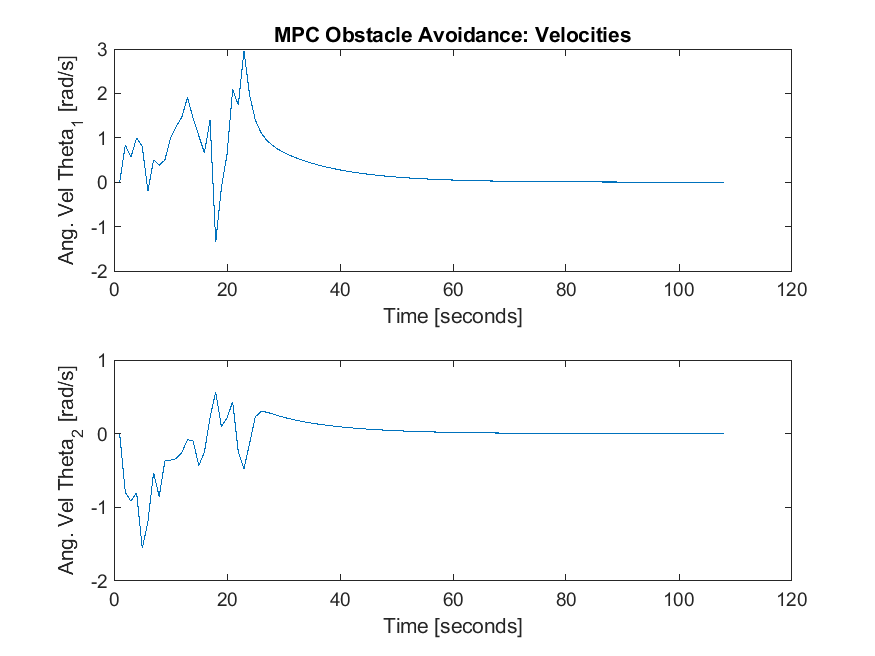 MPC Obstacle Avoidance: Velocities
3
2
1
0
-1
-2
Ang. Vel Theta1 [rad/s]
0 20 40 60 80 100 120
Time [seconds]
1
0
-1
-2
Ang. Vel Theta2 [rad/s]
0 20 40 60 80 100 120
Time [seconds]